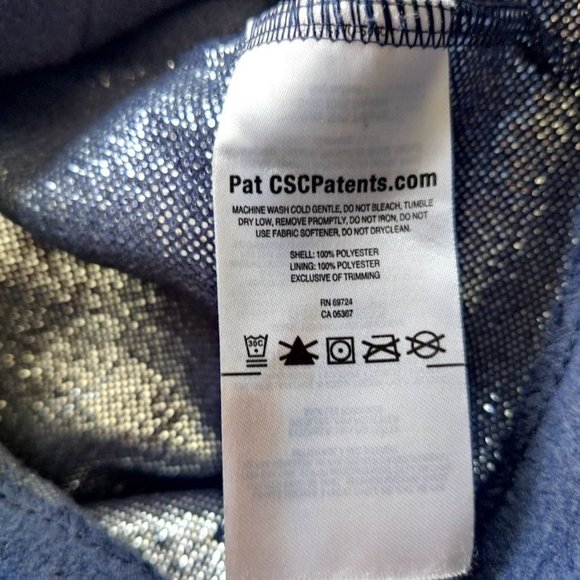 Pat CSCPatents.com
MACHINE WASH COLD GENTLE, DO NOT BLEACH, TUMBLE
DRY LOW, REMOVE PROMPTLY, DO NOT IRON, DO NOT
USE FABRIC SOFTENER, DO NOT DRYCLEAN.
SHELL: 100% POLYESTER
LINING: 100% POLYESTER
EXCLUSIVE OF TRIMMING
RN 69724
CA 05367
30C